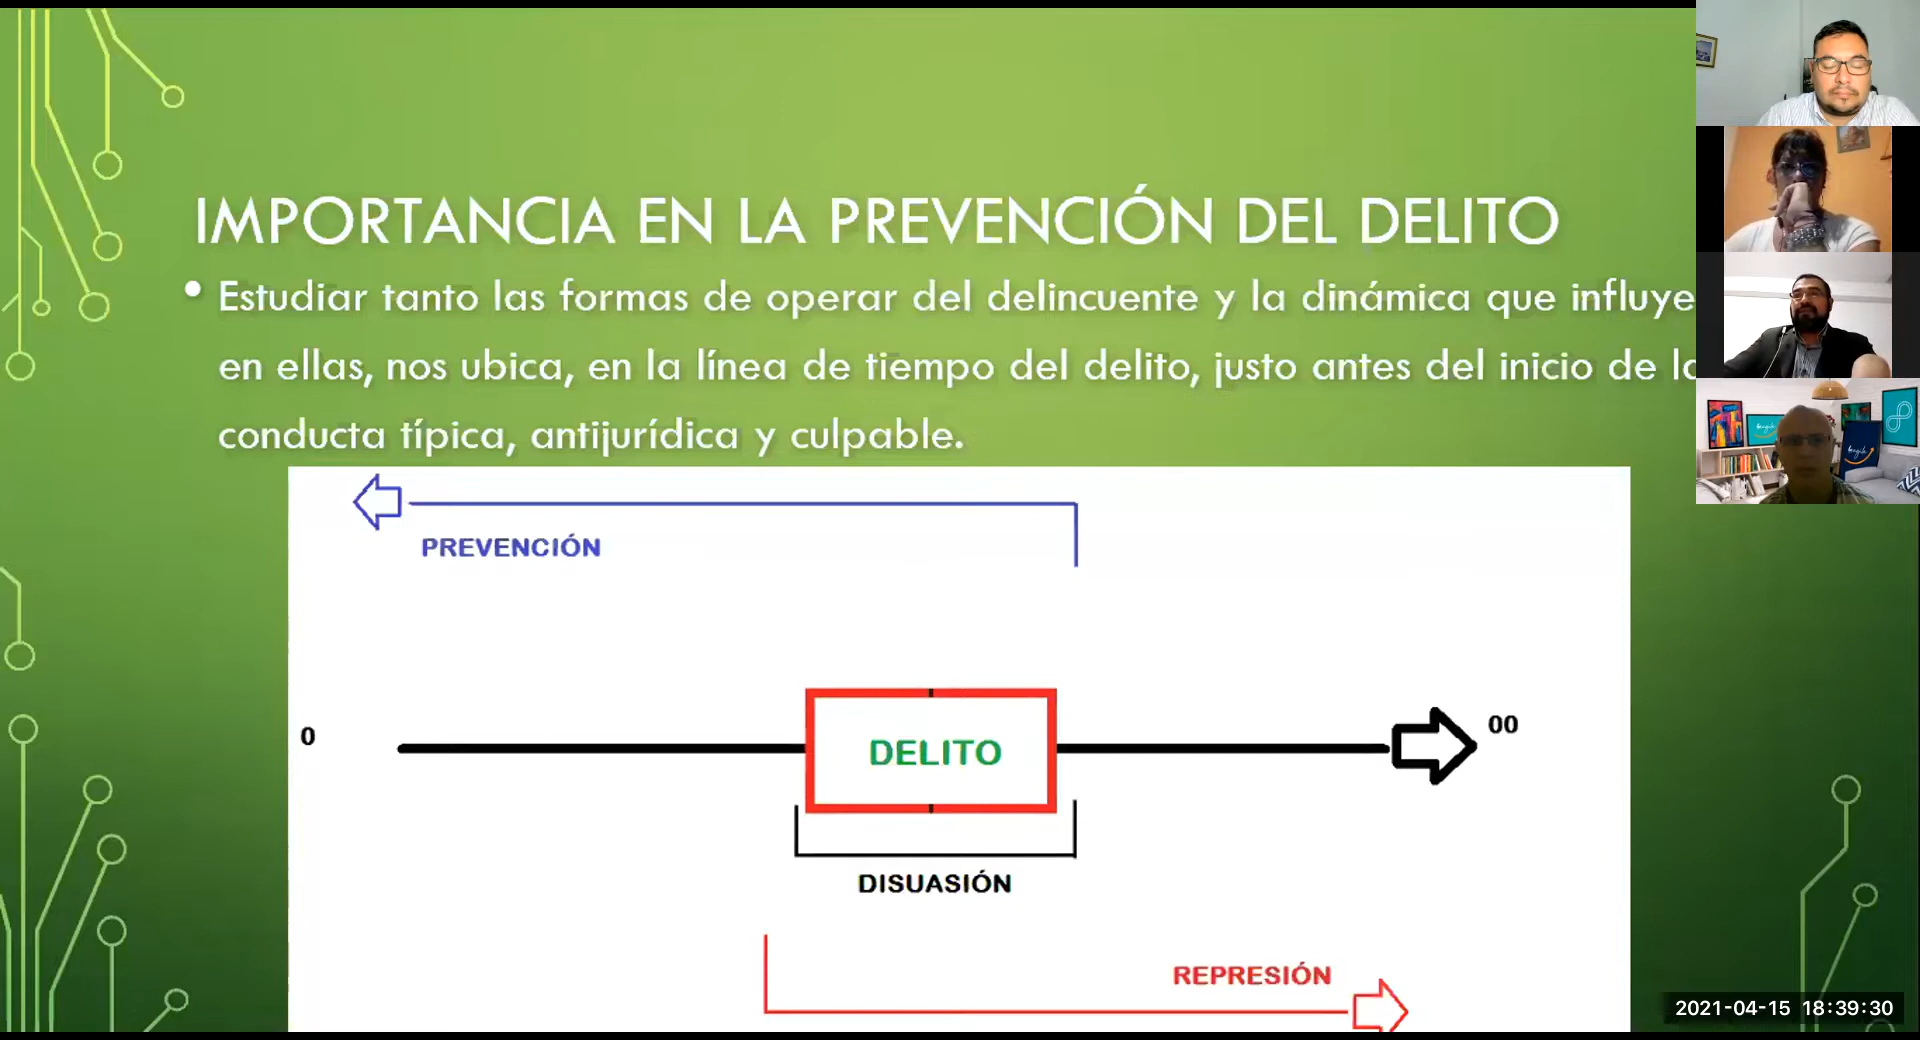 IMPORTANCIA EN LA PREVENCIÓN DEL DELITO
• Estudiar tanto las formas de operar del delincuente y la dinámica que influye
en ellas, nos ubica, en la línea de tiempo del delito, justo antes del inicio de la
conducta típica, antijurídica y culpable.
PREVENCIÓN
0
DELITO
00
DISUASIÓN
REPRESIÓN
2021-04-15 18:39:30